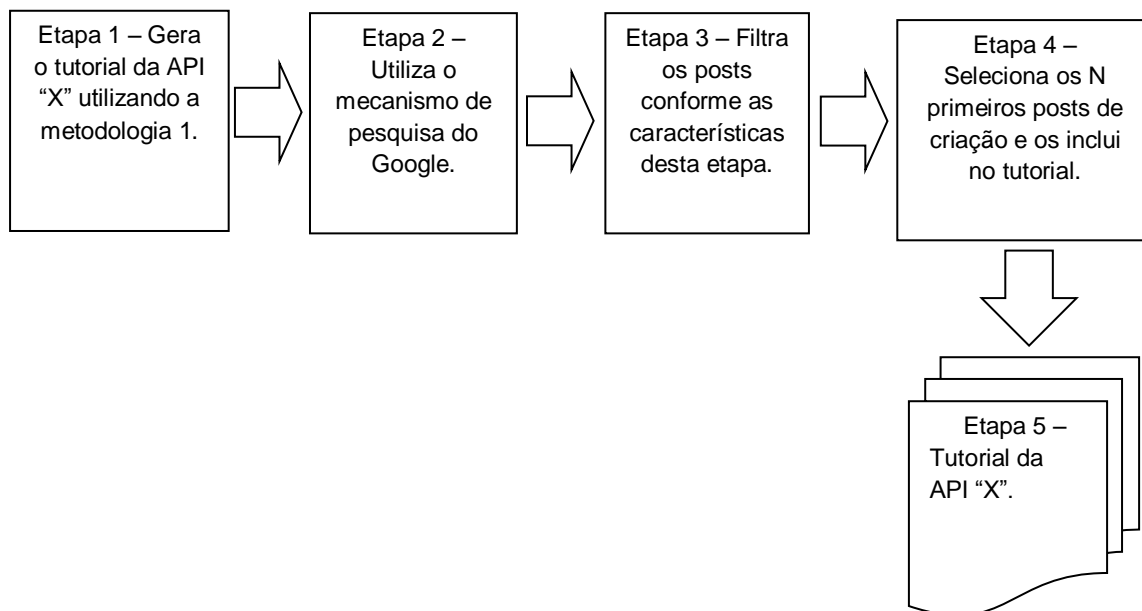 Etapa 1 – Gera
o tutorial da API
“X” utilizando a
metodologia 1.
Etapa 2 –
Utiliza o
mecanismo de
pesquisa do
Google.
Etapa 3 – Filtra
os posts
conforme as
características
desta etapa.
Etapa 4 –
Seleciona os N
primeiros posts de
criação e os inclui
no tutorial.
Etapa 5 –
Tutorial da
API “X”.